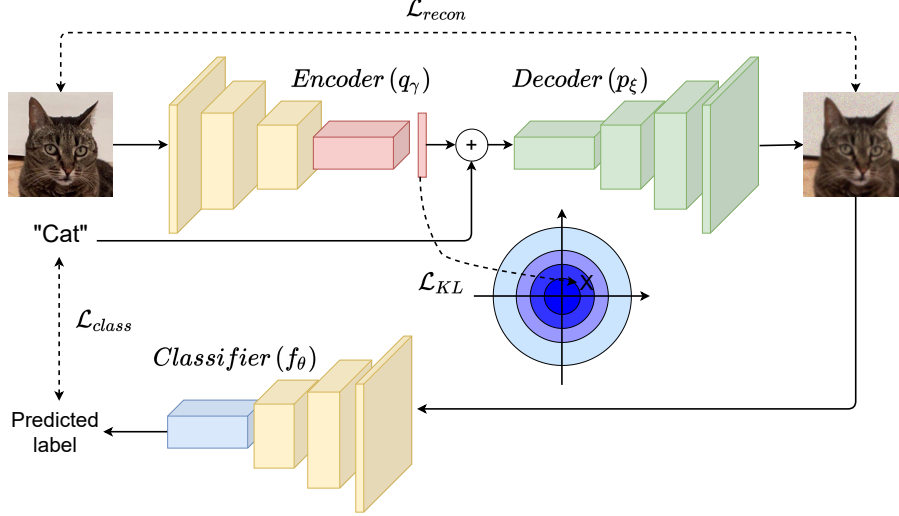 ℒ_recon
Encoder (q_γ)
Decoder (p_ξ)
+
"Cat"
ℒ_KL
X
ℒ_class
Classifier (f_θ)
Predicted
label